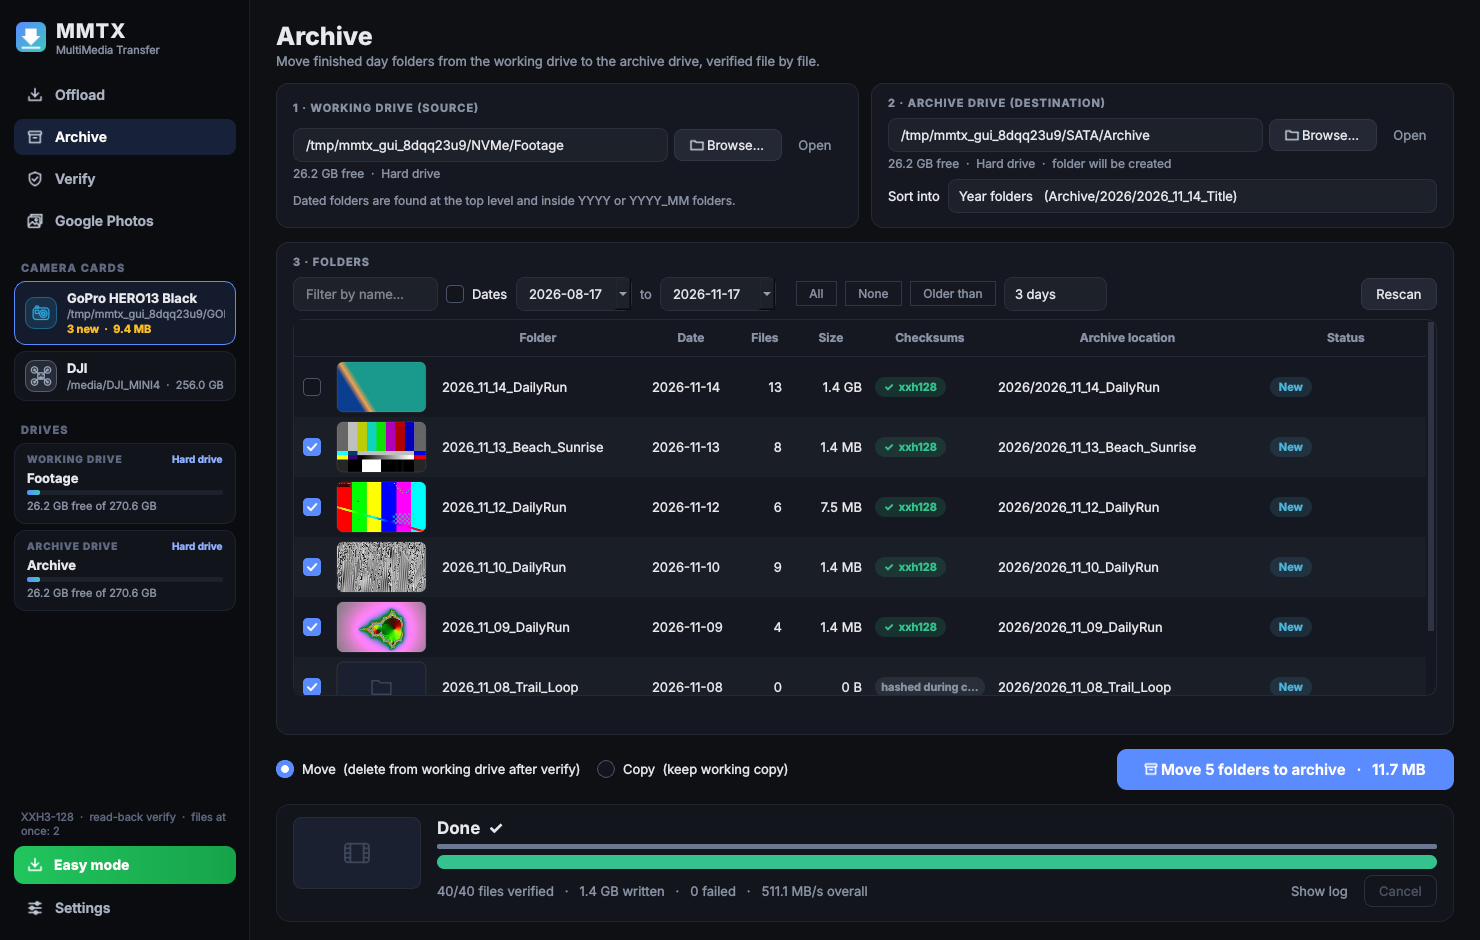 MMTX
MultiMedia Transfer
Offload
Archive
Verify
Google Photos
CAMERA CARDS
GoPro HERO13 Black
/tmp/mmtx_gui_8dqq23u9/GO
3 new · 9.4 MB
DJI
/media/DJI_MINI4 · 256.0 GB
DRIVES
WORKING DRIVE Hard drive
Footage
26.2 GB free of 270.6 GB
ARCHIVE DRIVE Hard drive
Archive
26.2 GB free of 270.6 GB
XXH3-128 · read-back verify · files at
once: 2
Easy mode
Settings
Archive
Move finished day folders from the working drive to the archive drive, verified file by file.
1 · WORKING DRIVE (SOURCE)
/tmp/mmtx_gui_8dqq23u9/NVMe/Footage Browse... Open
26.2 GB free · Hard drive
Dated folders are found at the top level and inside YYYY or YYYY_MM folders.
2 · ARCHIVE DRIVE (DESTINATION)
/tmp/mmtx_gui_8dqq23u9/SATA/Archive Browse... Open
26.2 GB free · Hard drive · folder will be created
Sort into Year folders (Archive/2026/2026_11_14_Title)
3 · FOLDERS
Filter by name... Dates 2026-08-17 to 2026-11-17 All None Older than 3 days Rescan
Folder Date Files Size Checksums Archive location Status
2026_11_14_DailyRun 2026-11-14 13 1.4 GB ✓ xxh128 2026/2026_11_14_DailyRun New
2026_11_13_Beach_Sunrise 2026-11-13 8 1.4 MB ✓ xxh128 2026/2026_11_13_Beach_Sunrise New
2026_11_12_DailyRun 2026-11-12 6 7.5 MB ✓ xxh128 2026/2026_11_12_DailyRun New
2026_11_10_DailyRun 2026-11-10 9 1.4 MB ✓ xxh128 2026/2026_11_10_DailyRun New
2026_11_09_DailyRun 2026-11-09 4 1.4 MB ✓ xxh128 2026/2026_11_09_DailyRun New
2026_11_08_Trail_Loop 2026-11-08 0 0 B hashed during c... 2026/2026_11_08_Trail_Loop New
Move (delete from working drive after verify) Copy (keep working copy) Move 5 folders to archive · 11.7 MB
Done ✓
40/40 files verified · 1.4 GB written · 0 failed · 511.1 MB/s overall Show log Cancel